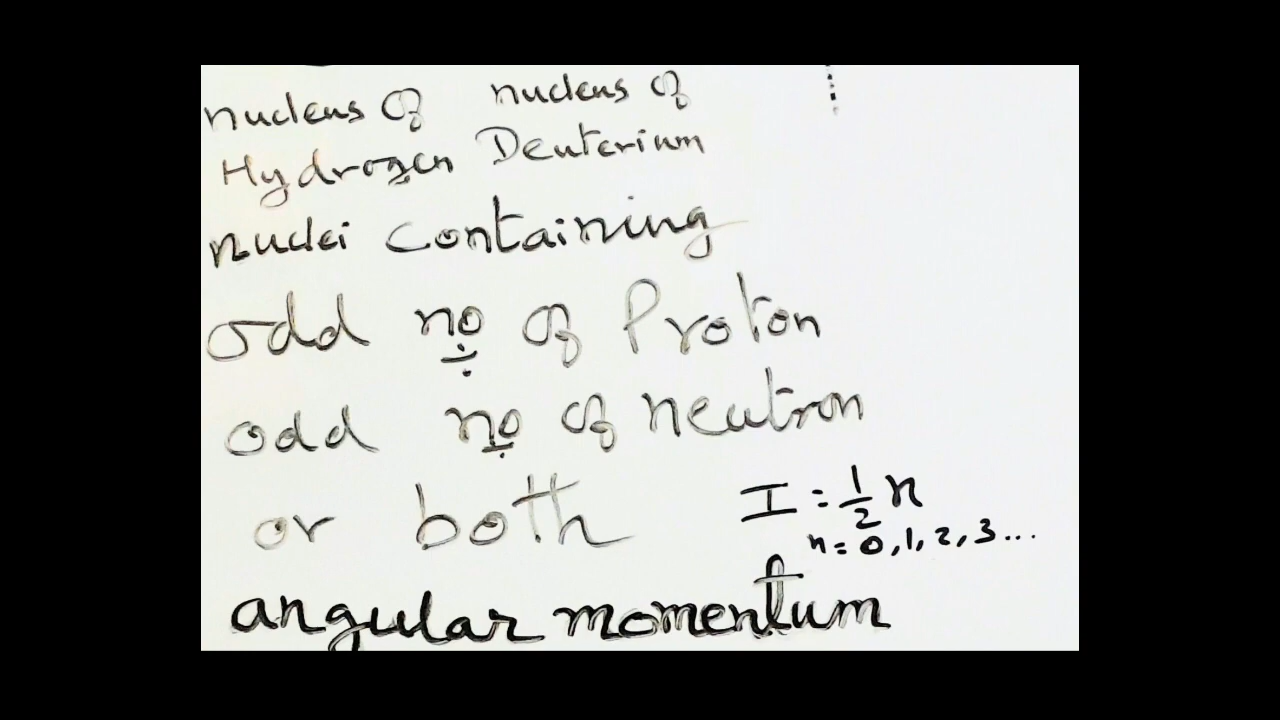 nucleus of nucleus of
Hydrogen Deuterium
nuclei containing
odd no of Proton
odd no of neutron
or both
I = 1/2 n
n = 0, 1, 2, 3...
angular momentum